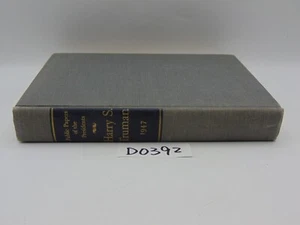 Public Papers
of the
Presidents
Harry S.
Truman
1947
D0392